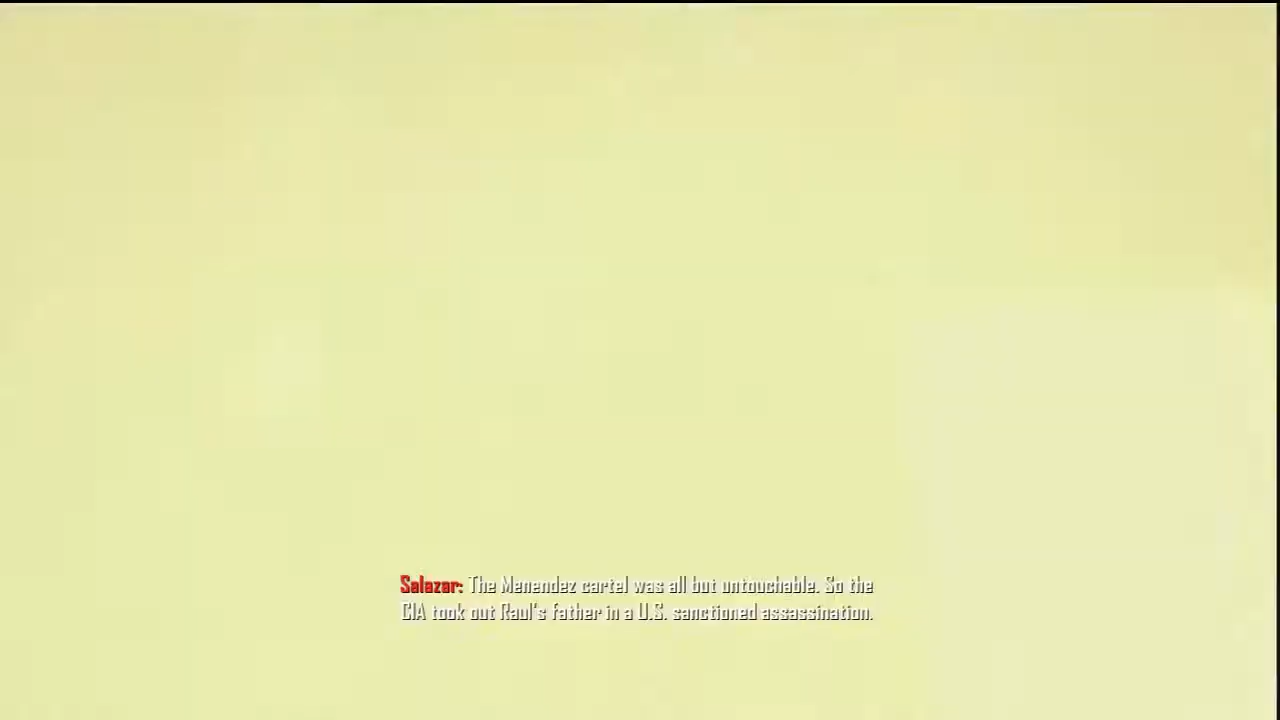 Salazar: The Menendez cartel was all but untouchable. So the
CIA took out Raul's father in a U.S. sanctioned assassination.